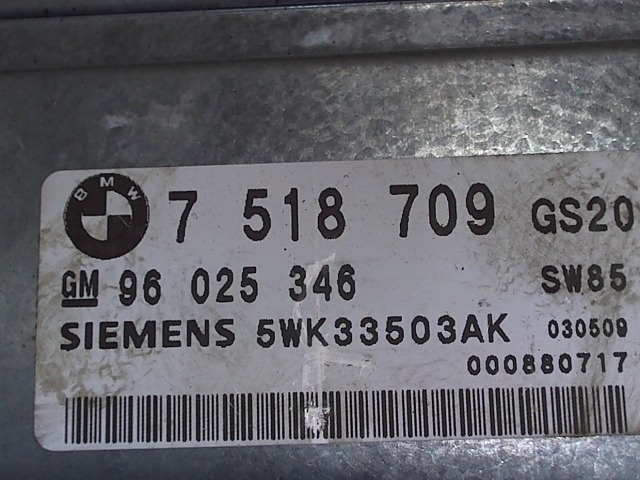 BMW 7 518 709 GS20
GM 96 025 346 SW85
SIEMENS 5WK33503AK 030509
000880717